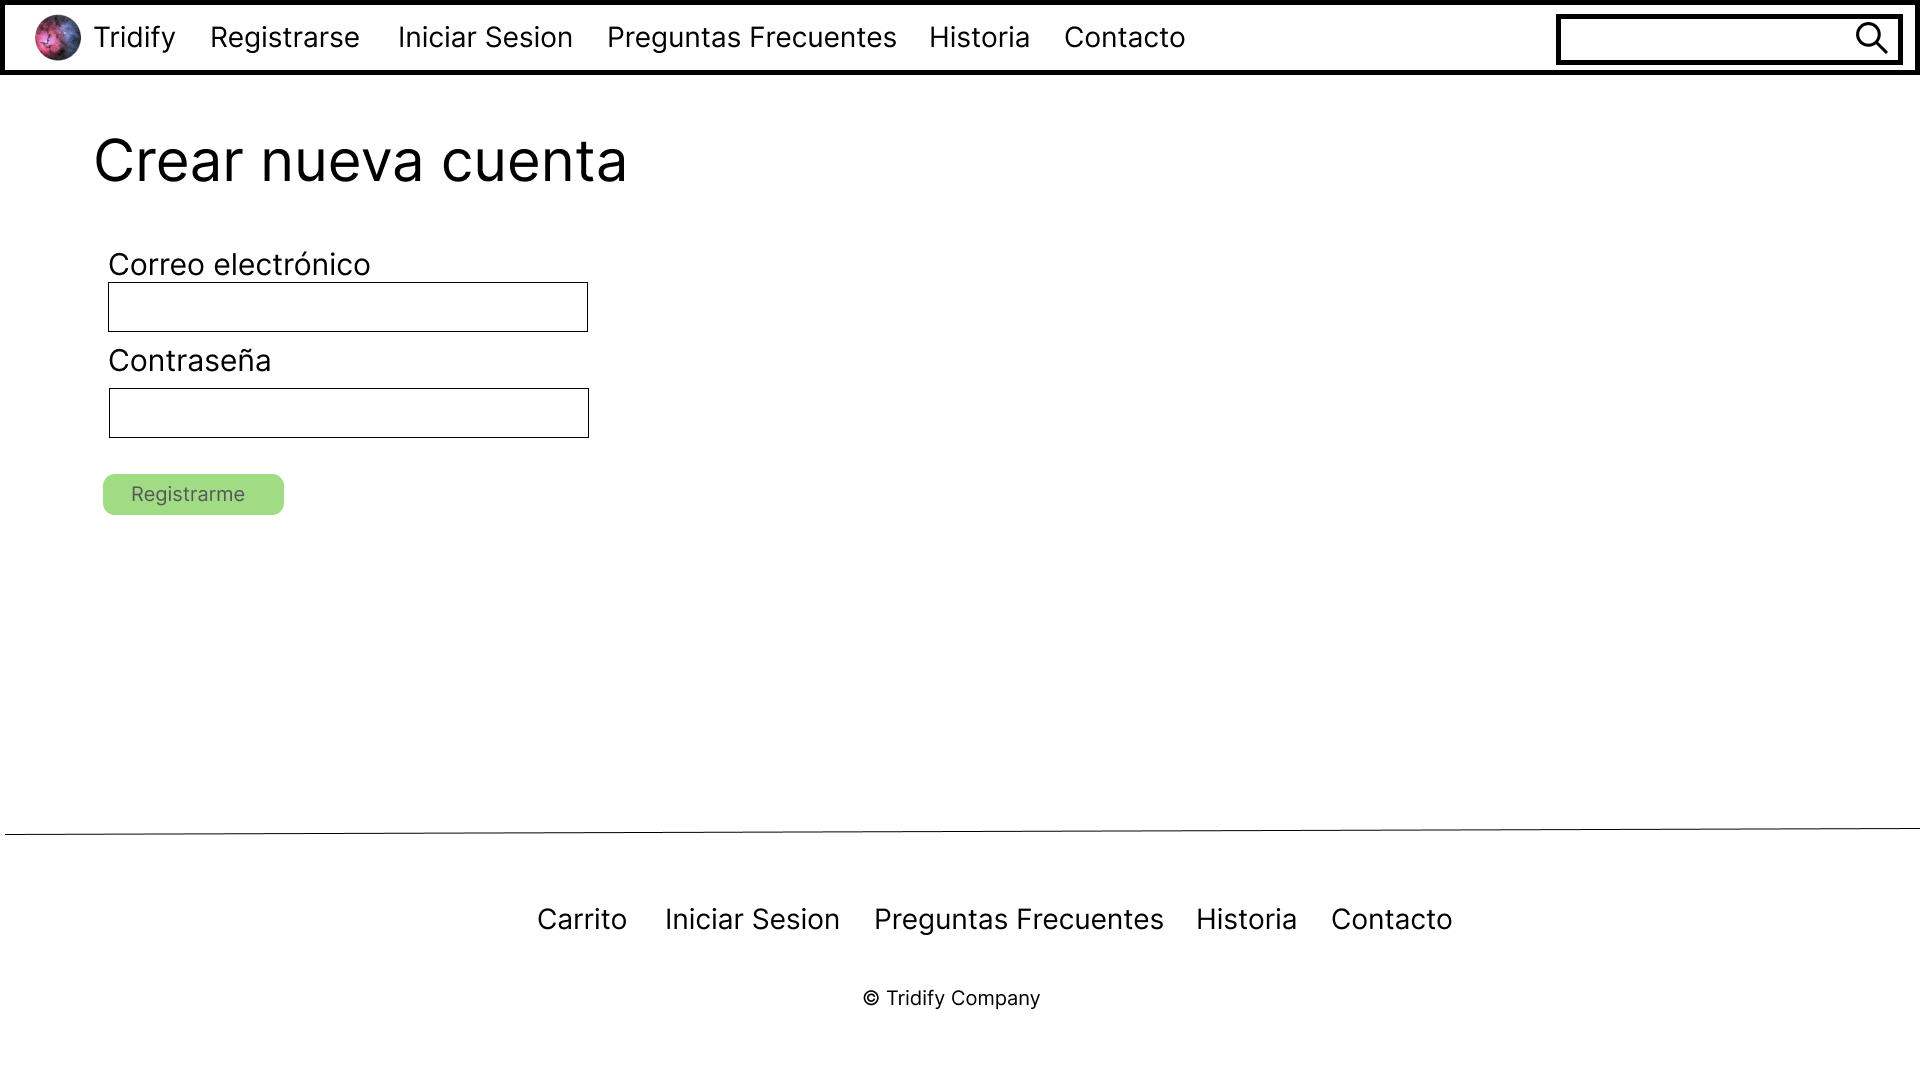 Tridify Registrarse Iniciar Sesion Preguntas Frecuentes Historia Contacto
Crear nueva cuenta
Correo electrónico
Contraseña
Registrarme
Carrito Iniciar Sesion Preguntas Frecuentes Historia Contacto
© Tridify Company